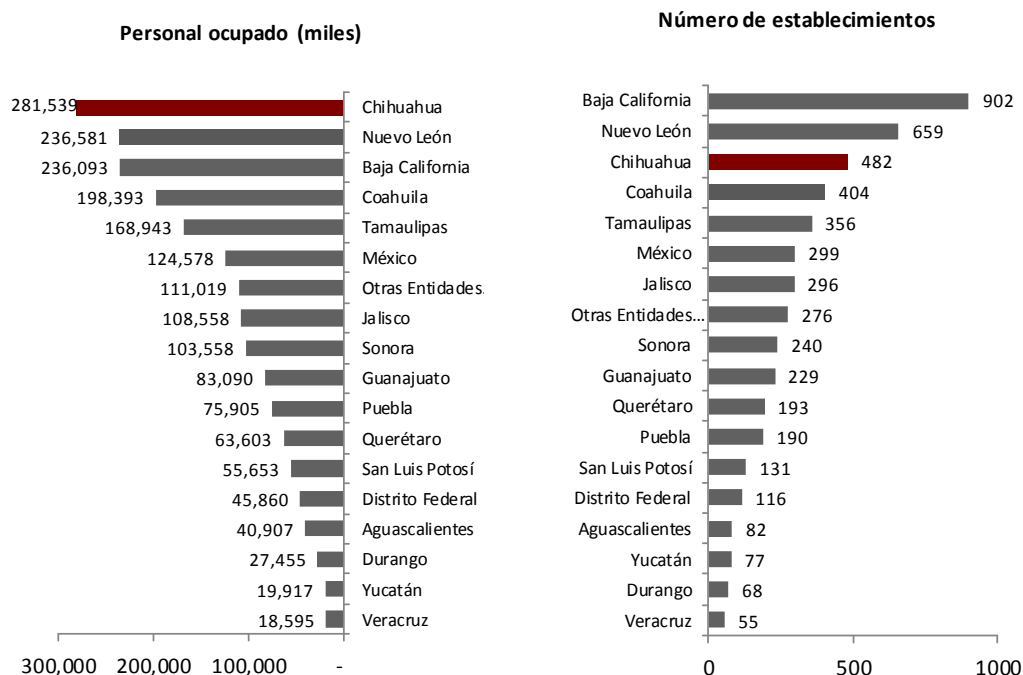 Personal ocupado (miles)
281,539 Chihuahua
236,581 Nuevo León
236,093 Baja California
198,393 Coahuila
168,943 Tamaulipas
124,578 México
111,019 Otras Entidades.
108,558 Jalisco
103,558 Sonora
83,090 Guanajuato
75,905 Puebla
63,603 Querétaro
55,653 San Luis Potosí
45,860 Distrito Federal
40,907 Aguascalientes
27,455 Durango
19,917 Yucatán
18,595 Veracruz
300,000 200,000 100,000 -
Número de establecimientos
Baja California 902
Nuevo León 659
Chihuahua 482
Coahuila 404
Tamaulipas 356
México 299
Jalisco 296
Otras Entidades... 276
Sonora 240
Guanajuato 229
Querétaro 193
Puebla 190
San Luis Potosí 131
Distrito Federal 116
Aguascalientes 82
Yucatán 77
Durango 68
Veracruz 55
0 500 1000